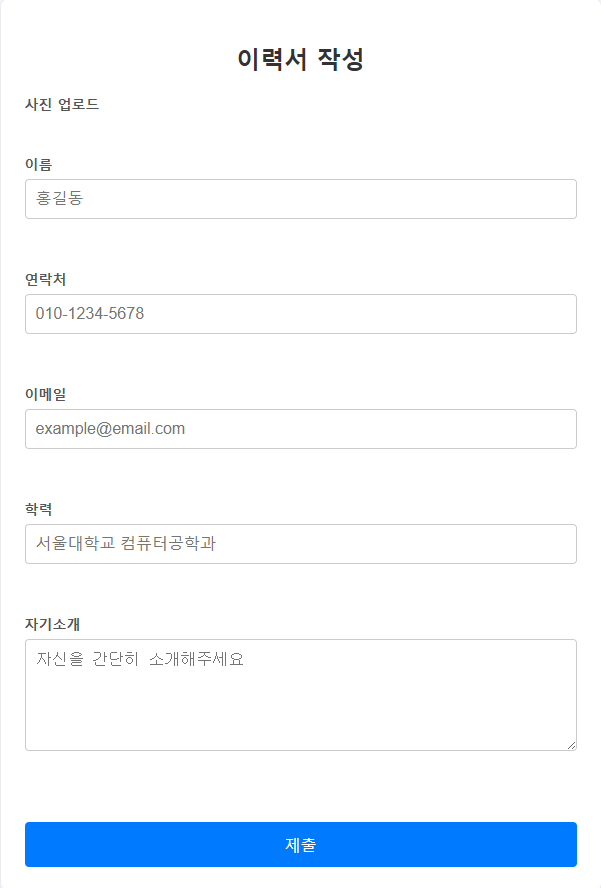 이력서 작성
사진 업로드
이름
홍길동
연락처
010-1234-5678
이메일
example@email.com
학력
서울대학교 컴퓨터공학과
자기소개
자신을 간단히 소개해주세요
제출